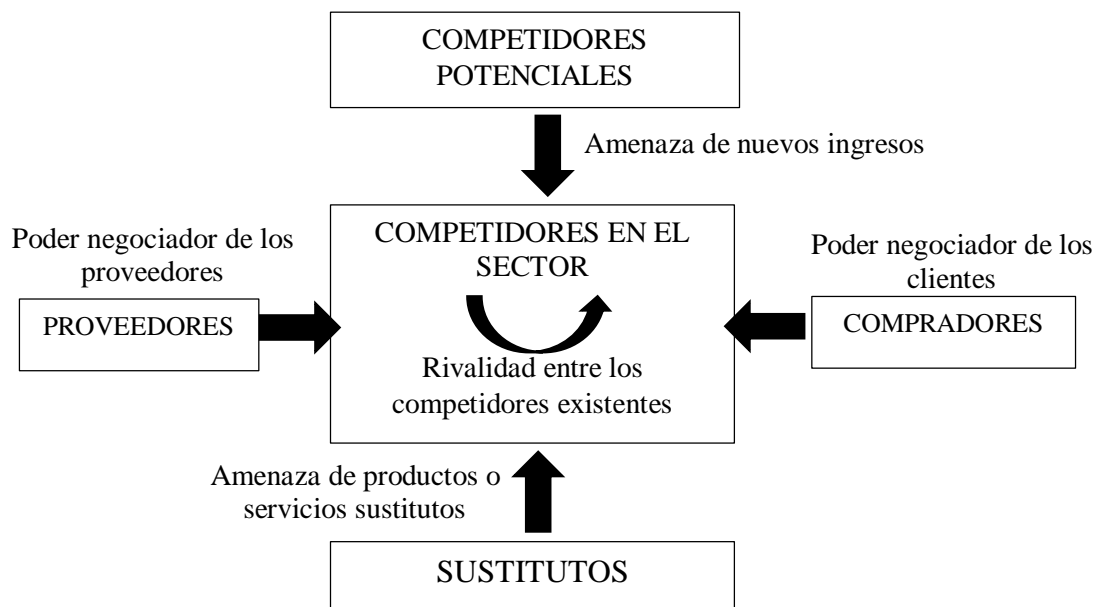 COMPETIDORES
POTENCIALES
Amenaza de nuevos ingresos
Poder negociador de los
proveedores
PROVEEDORES
COMPETIDORES EN EL
SECTOR
Rivalidad entre los
competidores existentes
Poder negociador de los
clientes
COMPRADORES
Amenaza de productos o
servicios sustitutos
SUSTITUTOS